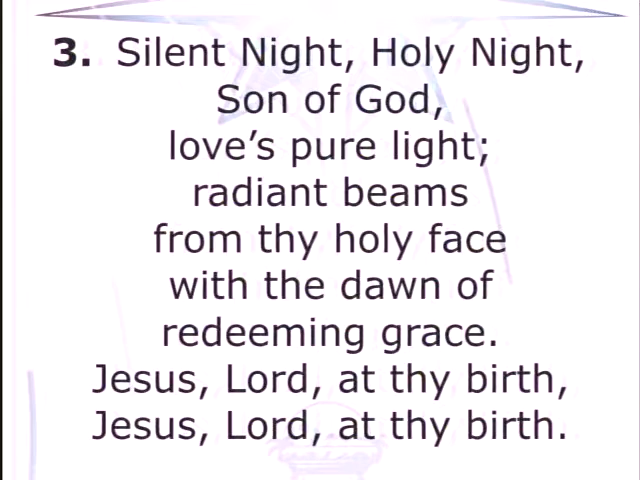 3. Silent Night, Holy Night,
Son of God,
love’s pure light;
radiant beams
from thy holy face
with the dawn of
redeeming grace.
Jesus, Lord, at thy birth,
Jesus, Lord, at thy birth.